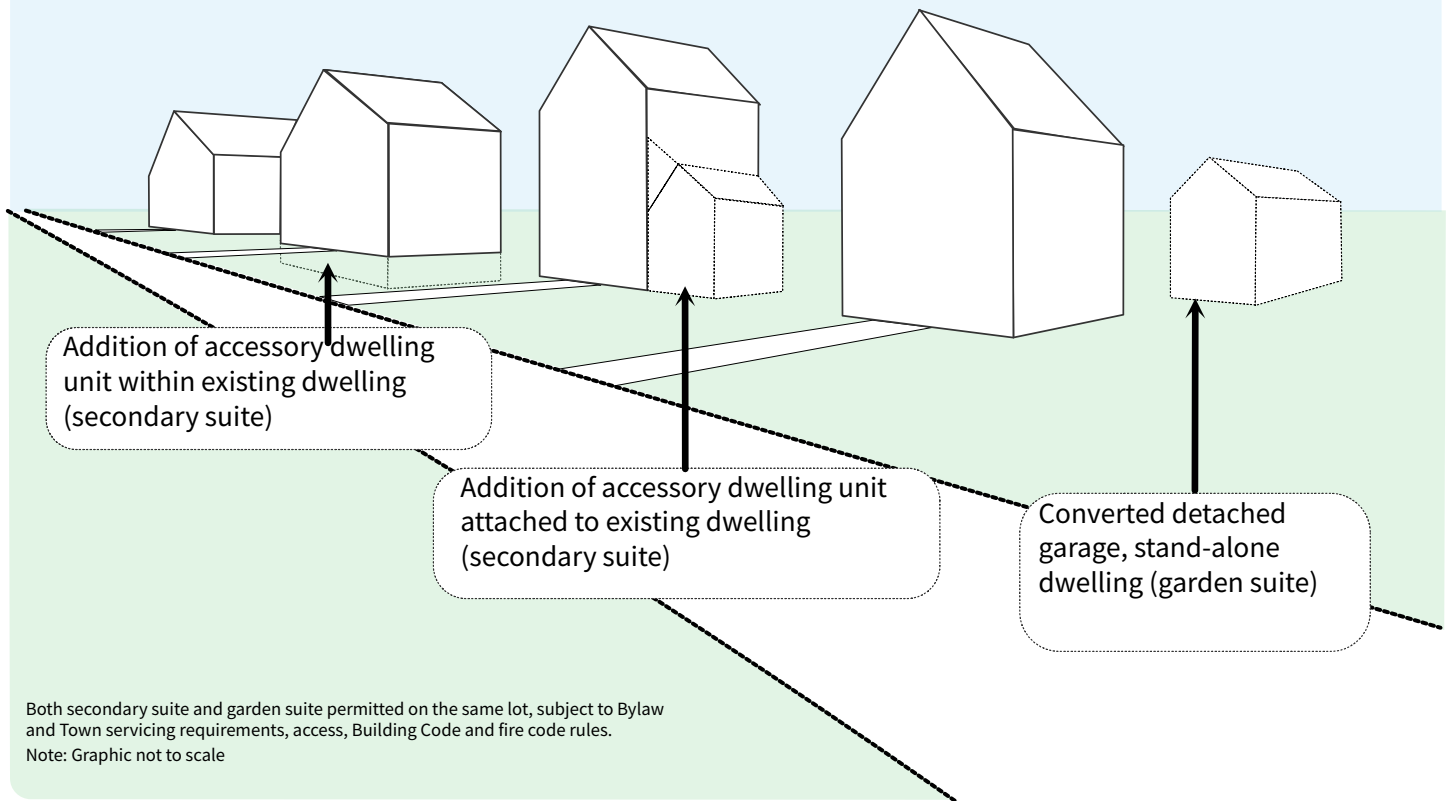 Addition of accessory dwelling
unit within existing dwelling
(secondary suite)
Addition of accessory dwelling unit
attached to existing dwelling
(secondary suite)
Converted detached
garage, stand-alone
dwelling (garden suite)
Both secondary suite and garden suite permitted on the same lot, subject to Bylaw
and Town servicing requirements, access, Building Code and fire code rules.
Note: Graphic not to scale